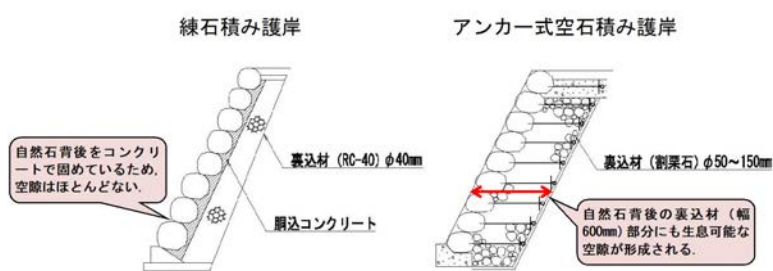 練石積み護岸
アンカー式空石積み護岸
自然石背後をコンクリ
ートで固めているため,
空隙はほとんどない.
裏込材 (RC-40) φ40mm
胴込コンクリート
裏込材 (割栗石) φ50～150mm
自然石背後の裏込材 (幅
600mm) 部分にも生息可能な
空隙が形成される.